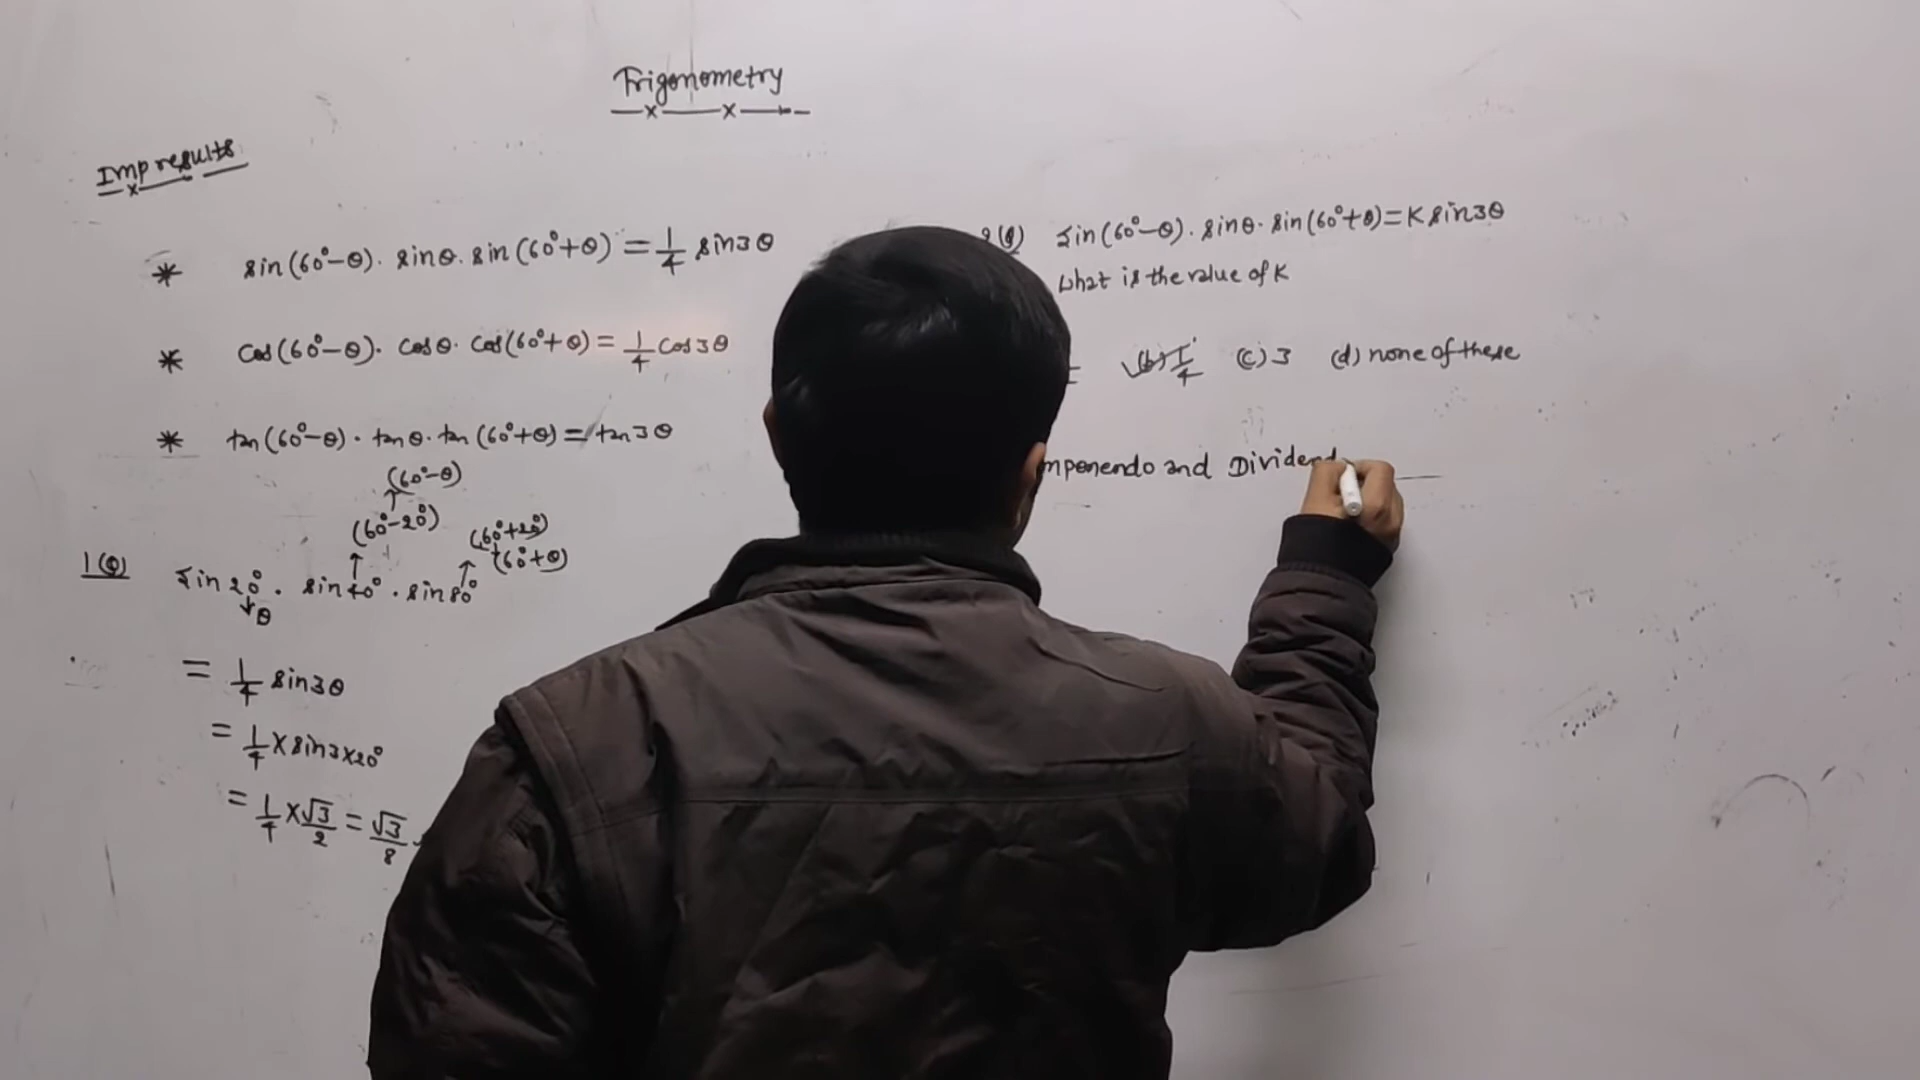 Trigonometry
Imp results
* sin(60°-θ). sinθ. sin(60°+θ) = 1/4 sin3θ
* cos(60°-θ). cosθ. cos(60°+θ) = 1/4 cos3θ
* tan(60°-θ). tanθ. tan(60°+θ) = tan3θ
(60°-θ)
(60°-20°) (60°+20°)
(60°+θ)
1(Q) sin20°. sin40°. sin80°
θ
= 1/4 sin3θ
= 1/4 × sin3×20°
= 1/4 × √3/2 = √3/8
sin(60°-θ). sinθ. sin(60°+θ) = K sin3θ
what is the value of K
(b) 1/4 (c) 3 (d) none of these
and